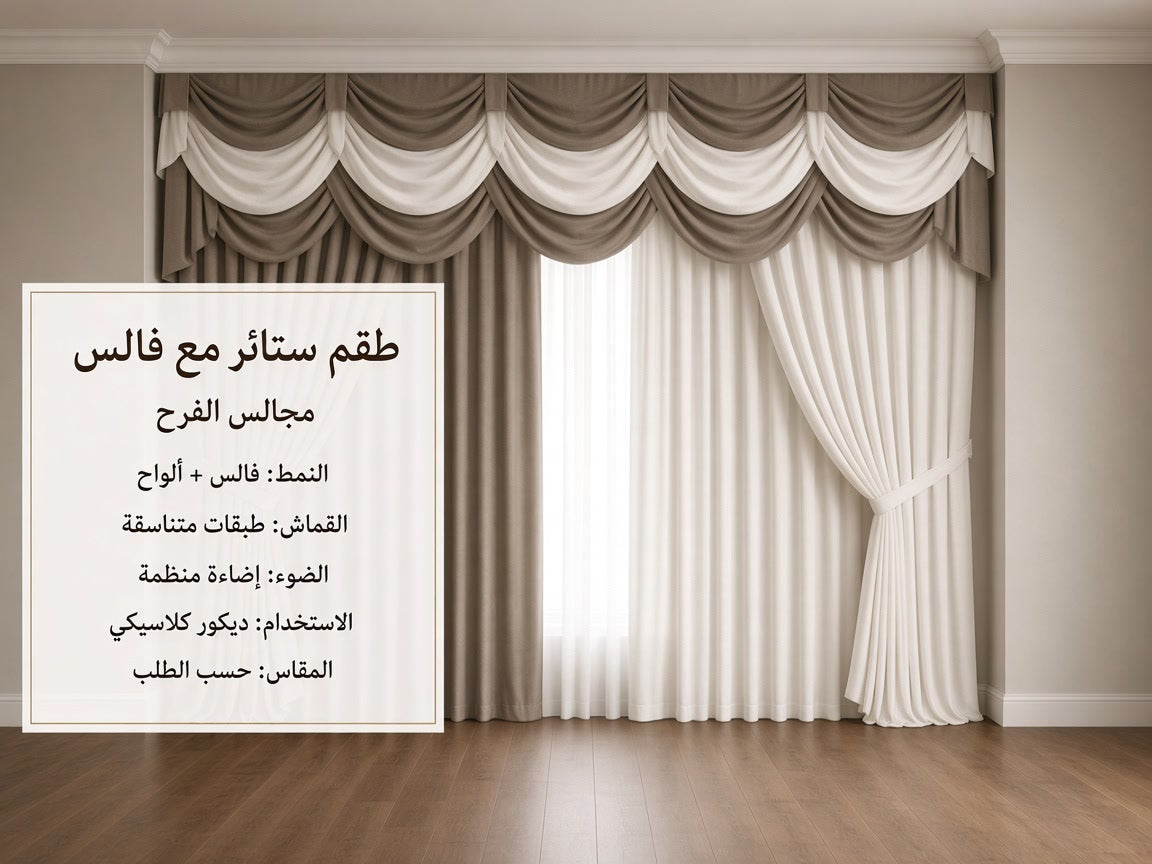 طقم ستائر مع فالس
مجالس الفرح
النمط: فالس + ألواح
القماش: طبقات متناسقة
الضوء: إضاءة منظمة
الاستخدام: ديكور كلاسيكي
المقاس: حسب الطلب